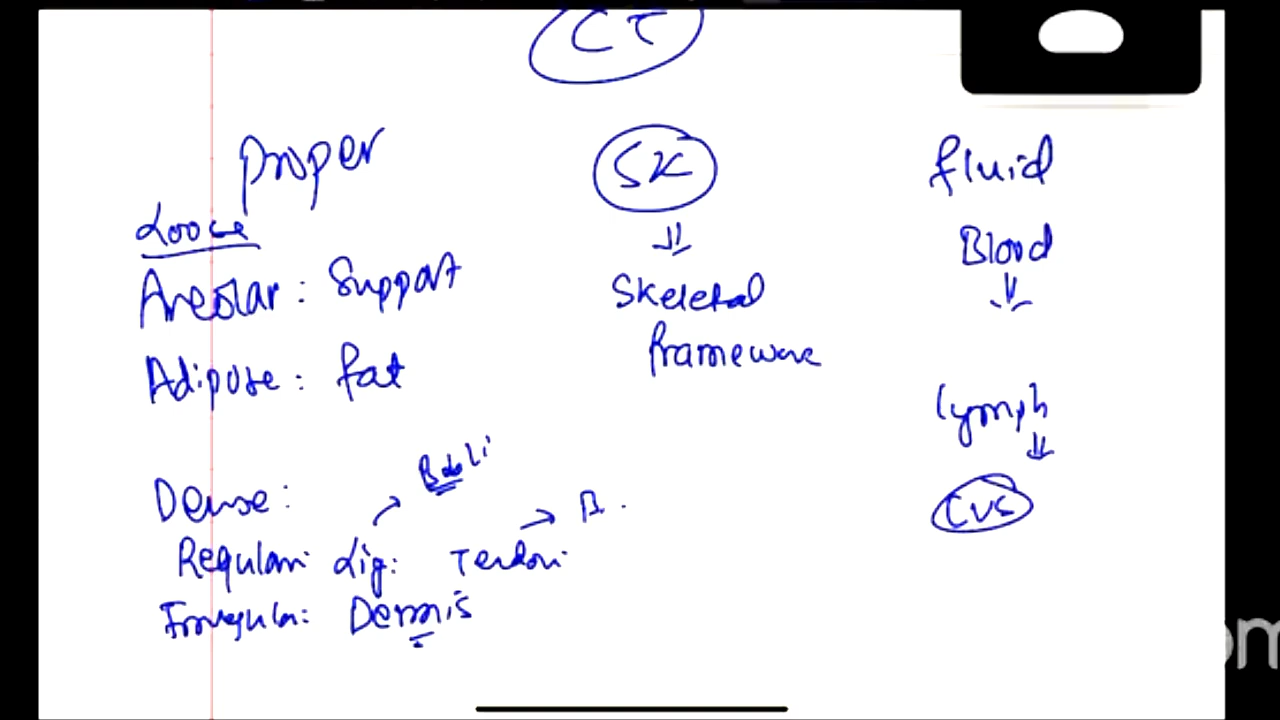 CT
Proper
Loose
Areolar: Support
Adipose: fat
Dense:
Regular: Lig: Tendon
Irregular: Dermis
B
SK
Skeletal
framework
fluid
Blood
lymph
CVS
om